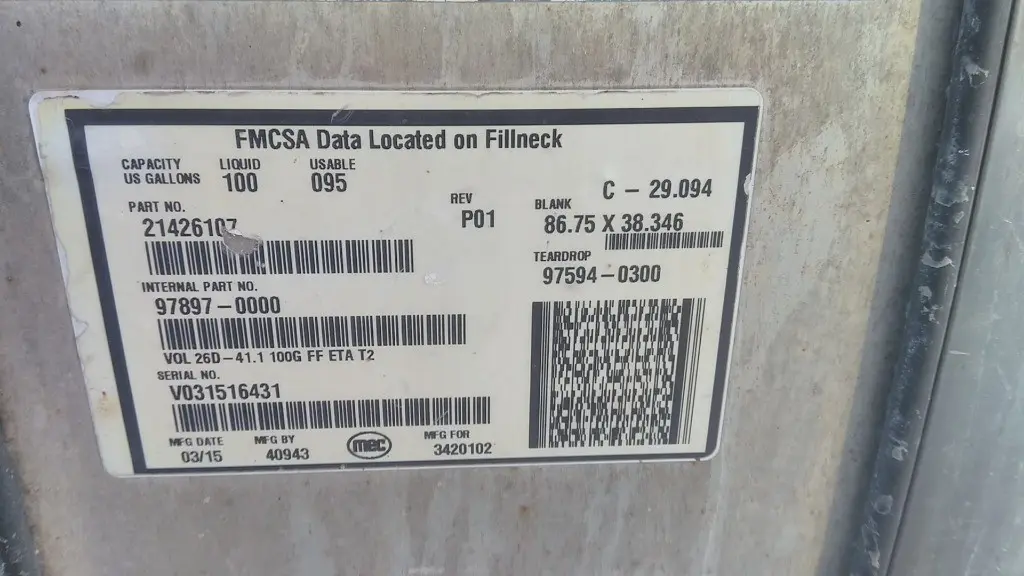 FMCSA Data Located on Fillneck
CAPACITY LIQUID USABLE
US GALLONS 100 095
C - 29.094
PART NO. REV BLANK
21426107 P01 86.75 X 38.346
TEARDROP
97594-0300
INTERNAL PART NO.
97897-0000
VOL 26D-41.1 100G FF ETA T2
SERIAL NO.
V031516431
MFG DATE MFG BY mec MFG FOR
03/15 40943 3420102